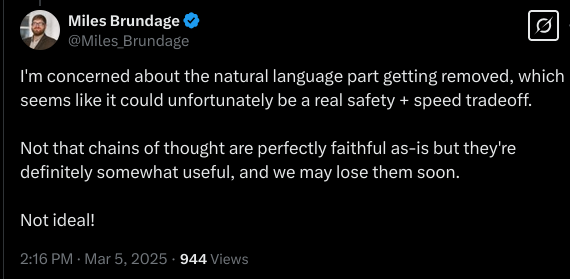 Miles Brundage
@Miles_Brundage
I'm concerned about the natural language part getting removed, which
seems like it could unfortunately be a real safety + speed tradeoff.
Not that chains of thought are perfectly faithful as-is but they're
definitely somewhat useful, and we may lose them soon.
Not ideal!
2:16 PM · Mar 5, 2025 · 944 Views